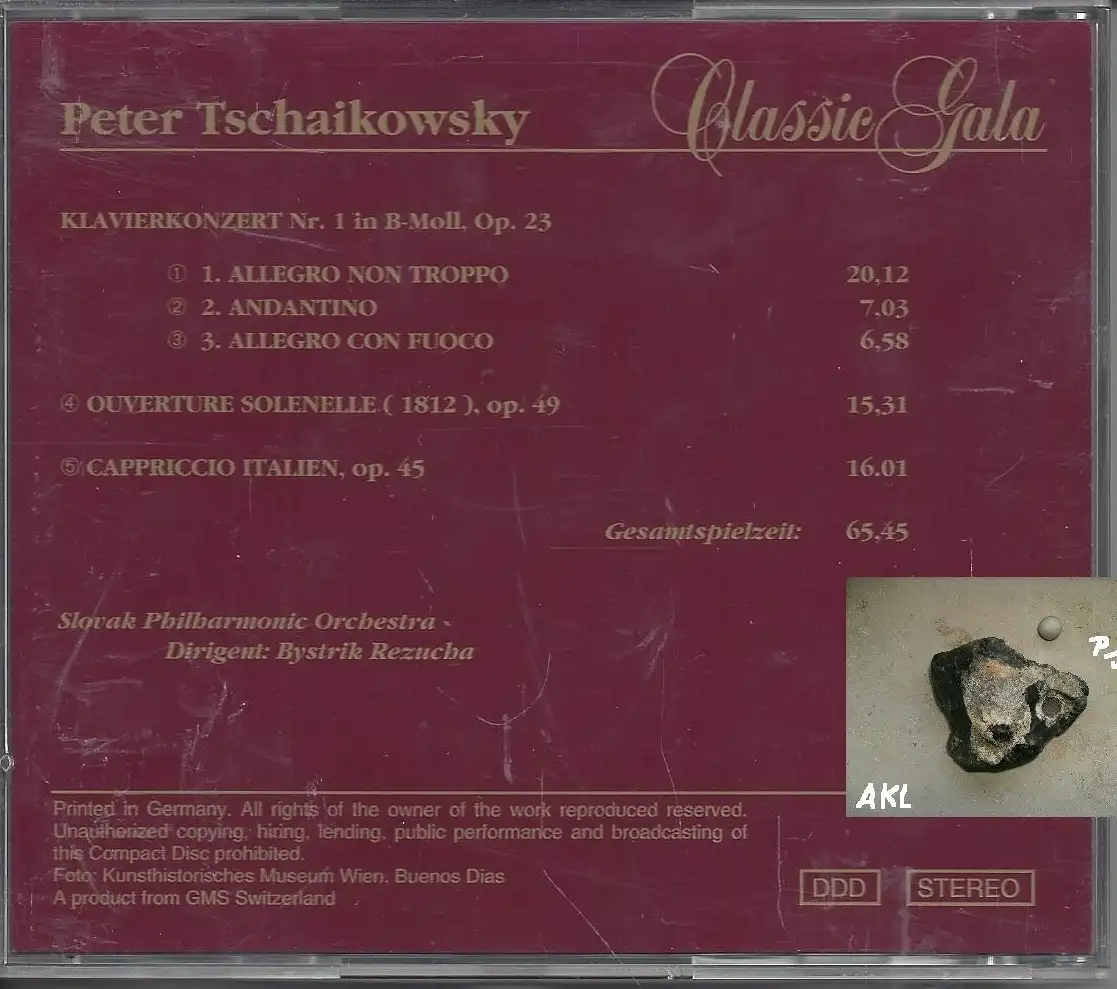 Peter Tschaikowsky
Classic Gala
KLAVIERKONZERT Nr. 1 in B-Moll, Op. 23
① 1. ALLEGRO NON TROPPO 20,12
② 2. ANDANTINO 7,03
③ 3. ALLEGRO CON FUOCO 6,58
④ OUVERTURE SOLENELLE ( 1812 ), op. 49 15,31
⑤ CAPPRICCIO ITALIEN, op. 45 16.01
Gesamtspielzeit: 65,45
Slovak Philharmonic Orchestra -
Dirigent: Bystrik Rezucha
AKL
Printed in Germany. All rights of the owner of the work reproduced reserved.
Unauthorized copying, hiring, lending, public performance and broadcasting of
this Compact Disc prohibited.
Foto: Kunsthistorisches Museum Wien, Buenos Dias
A product from GMS Switzerland
DDD STEREO